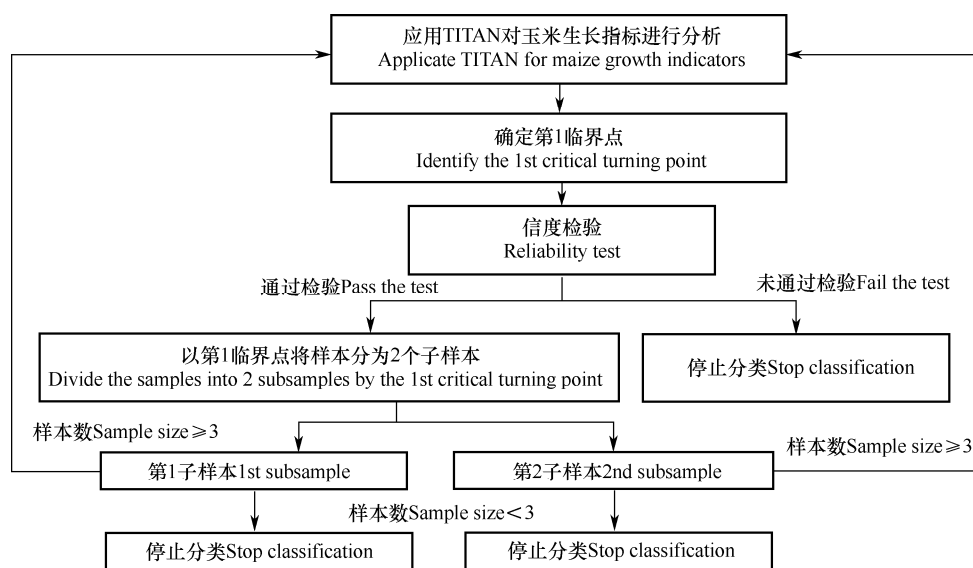 应用TITAN对玉米生长指标进行分析
Applicate TITAN for maize growth indicators
确定第1临界点
Identify the 1st critical turning point
信度检验
Reliability test
通过检验Pass the test
未通过检验Fail the test
以第1临界点将样本分为2个子样本
Divide the samples into 2 subsamples by the 1st critical turning point
停止分类Stop classification
样本数Sample size≥3
样本数Sample size≥3
第1子样本1st subsample
第2子样本2nd subsample
样本数Sample size<3
停止分类Stop classification
停止分类Stop classification